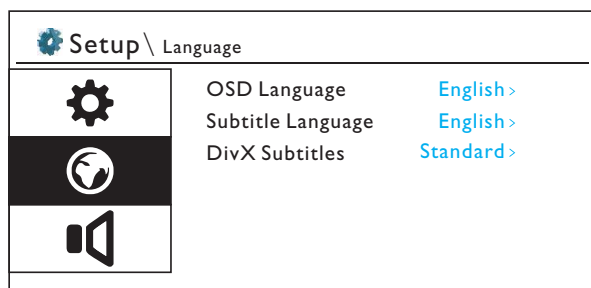 Setup \ Language
OSD Language English >
Subtitle Language English >
DivX Subtitles Standard >